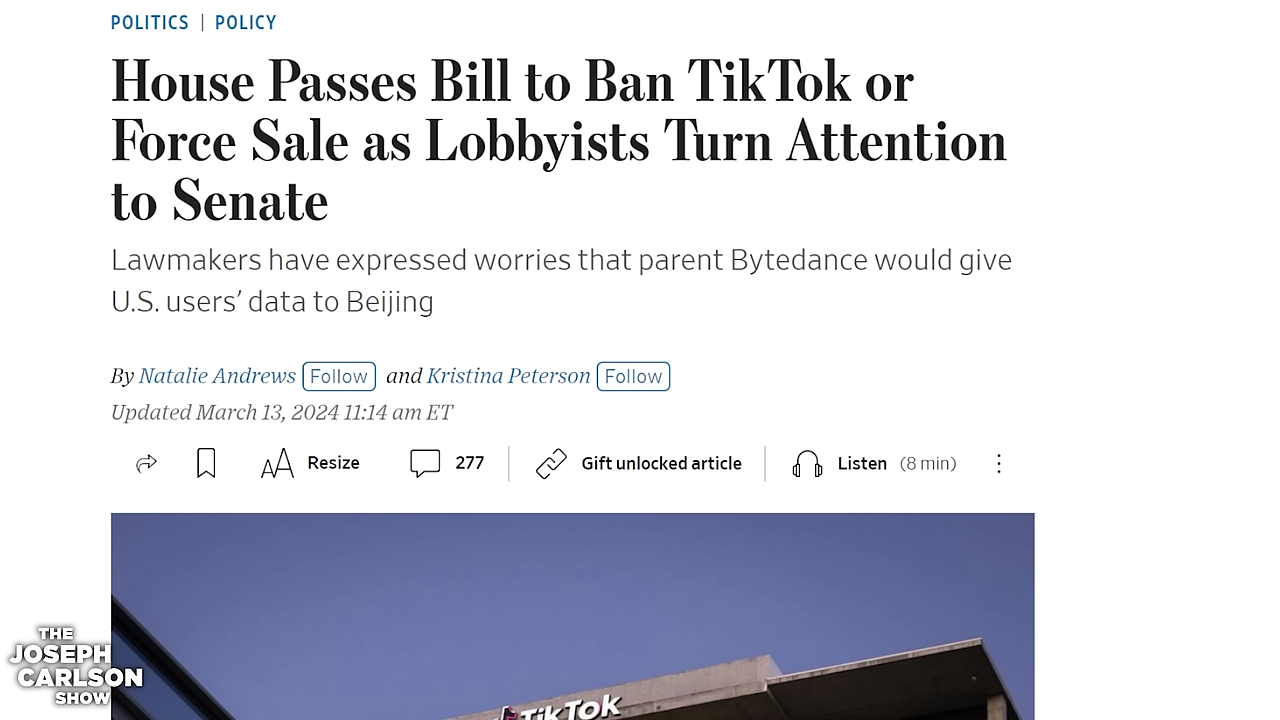 POLITICS | POLICY
House Passes Bill to Ban TikTok or
Force Sale as Lobbyists Turn Attention
to Senate
Lawmakers have expressed worries that parent Bytedance would give
U.S. users’ data to Beijing
By Natalie Andrews Follow and Kristina Peterson Follow
Updated March 13, 2024 11:14 am ET
AA Resize 277 Gift unlocked article Listen (8 min)
TikTok
THE
JOSEPH
CARLSON
SHOW